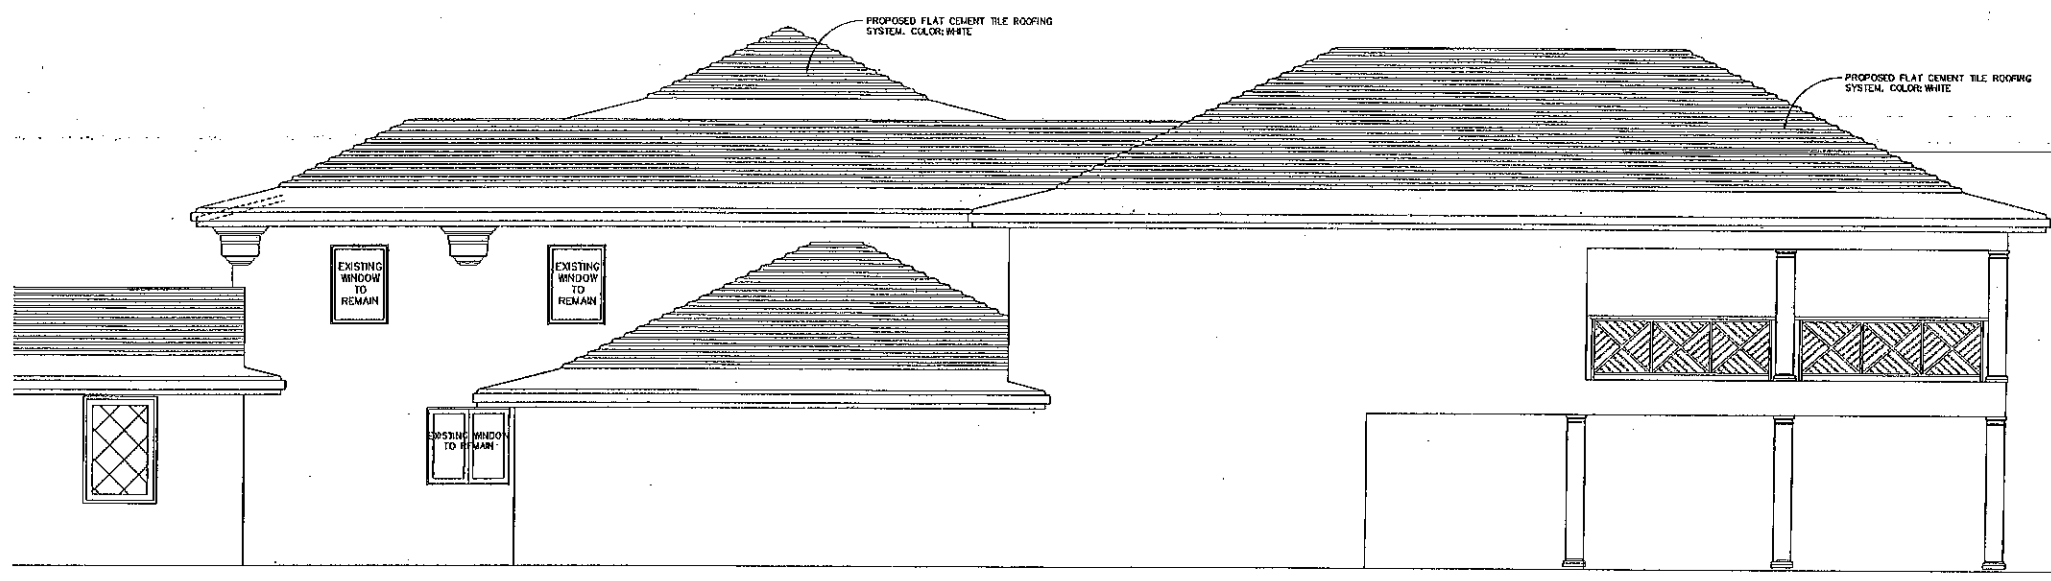 PROPOSED FLAT CEMENT TILE ROOFING
SYSTEM. COLOR: WHITE
PROPOSED FLAT CEMENT TILE ROOFING
SYSTEM. COLOR: WHITE
EXISTING
WINDOW
TO
REMAIN
EXISTING
WINDOW
TO
REMAIN
EXISTING WINDOW
TO REMAIN